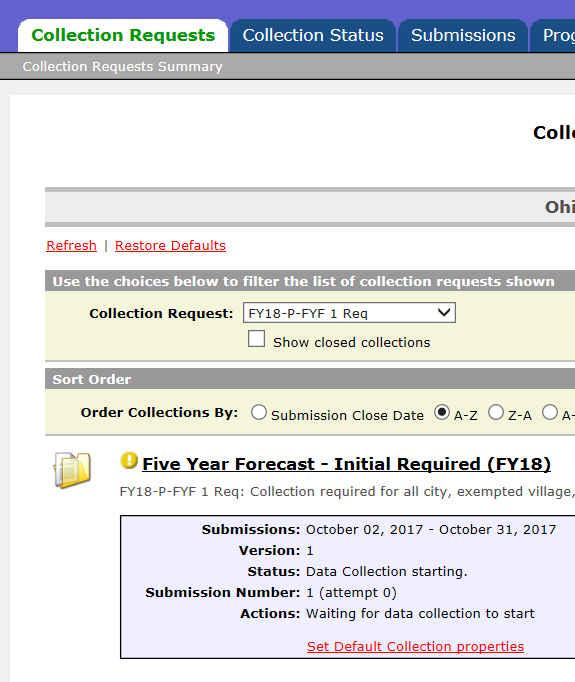 Collection Requests Collection Status Submissions Prog
Collection Requests Summary
Coll
Ohi
Refresh | Restore Defaults
Use the choices below to filter the list of collection requests shown
Collection Request: FY18-P-FYF 1 Req
Show closed collections
Sort Order
Order Collections By: Submission Close Date A-Z Z-A A-
Five Year Forecast - Initial Required (FY18)
FY18-P-FYF 1 Req: Collection required for all city, exempted village,
Submissions: October 02, 2017 - October 31, 2017
Version: 1
Status: Data Collection starting.
Submission Number: 1 (attempt 0)
Actions: Waiting for data collection to start
Set Default Collection properties